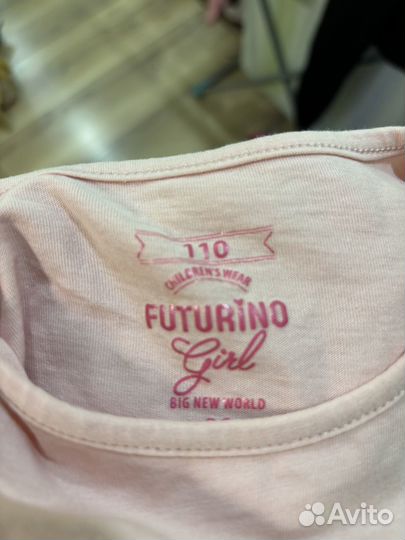 110
CHILDREN'S WEAR
FUTURINO
Girl
BIG NEW WORLD
Avito